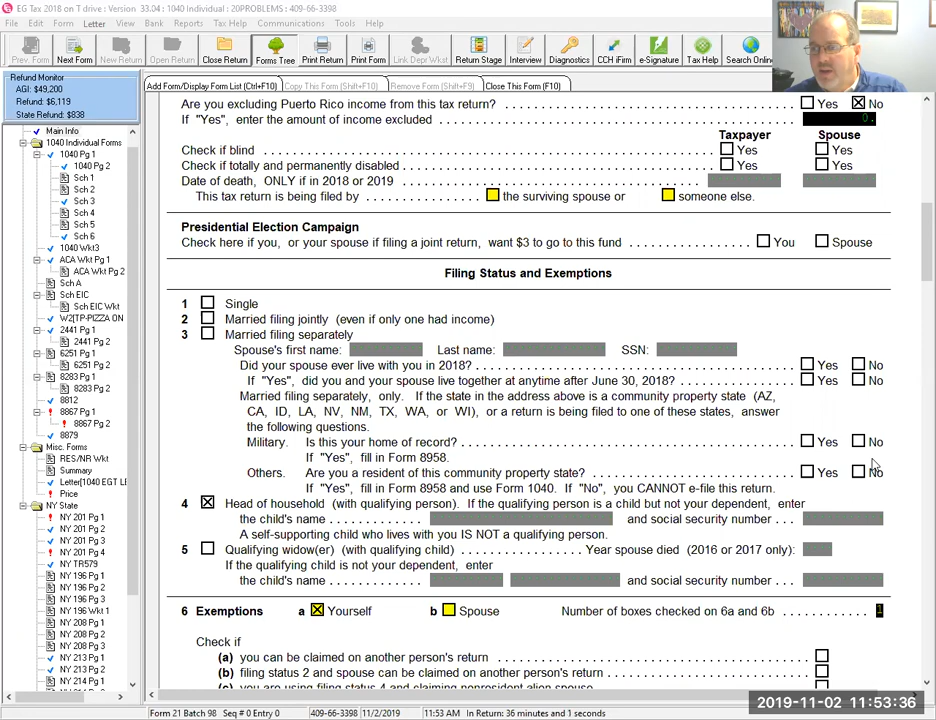 EG Tax 2018 on T drive : Version 33.04 : 1040 Individual : 20PROBLEMS : 409-66-3398
File Edit Form Letter View Bank Reports Tax Help Communications Tools Help
Prev. Form Next Form New Return Open Return Close Return Forms Tree Print Return Print Form Link Depr Wkst Return Stage Interview Diagnostics CCH iFirm e-Signature Tax Help Search Online
Refund Monitor
AGI: $49,200
Refund: $6,119
State Refund: $838
Add Form/Display Form List (Ctrl+F10) Copy This Form (Shift+F10) Remove Form (Shift+F9) Close This Form (F10)
Main Info
1040 Individual Forms
1040 Pg 1
1040 Pg 2
Sch 1
Sch 2
Sch 3
Sch 4
Sch 5
Sch 6
1040 Wkt3
ACA Wkt Pg 1
ACA Wkt Pg 2
Sch A
Sch EIC
Sch EIC Wkt
W2[TP-PIZZA ON
2441 Pg 1
2441 Pg 2
6251 Pg 1
6251 Pg 2
8283 Pg 1
8283 Pg 2
8812
8867 Pg 1
8867 Pg 2
8879
Misc. Forms
RES/NR Wkt
Summary
Letter[1040 EGT LE
Price
NY State
NY 201 Pg 1
NY 201 Pg 2
NY 201 Pg 3
NY 201 Pg 4
NY TR579
NY 196 Pg 1
NY 196 Pg 2
NY 196 Pg 3
NY 196 Wkt 1
NY 208 Pg 1
NY 208 Pg 2
NY 208 Pg 3
NY 213 Pg 1
NY 213 Pg 2
NY 214 Pg 1
Are you excluding Puerto Rico income from this tax return? Yes No
If "Yes", enter the amount of income excluded 0.
Taxpayer Spouse
Check if blind Yes Yes
Check if totally and permanently disabled Yes Yes
Date of death, ONLY if in 2018 or 2019
This tax return is being filed by the surviving spouse or someone else.
Presidential Election Campaign
Check here if you, or your spouse if filing a joint return, want $3 to go to this fund You Spouse
Filing Status and Exemptions
1 Single
2 Married filing jointly (even if only one had income)
3 Married filing separately
Spouse's first name: Last name: SSN:
Did your spouse ever live with you in 2018? Yes No
If "Yes", did you and your spouse live together at anytime after June 30, 2018? Yes No
Married filing separately, only. If the state in the address above is a community property state (AZ,
CA, ID, LA, NV, NM, TX, WA, or WI), or a return is being filed to one of these states, answer
the following questions.
Military. Is this your home of record? Yes No
If "Yes", fill in Form 8958.
Others. Are you a resident of this community property state? Yes No
If "Yes", fill in Form 8958 and use Form 1040. If "No", you CANNOT e-file this return.
4 Head of household (with qualifying person). If the qualifying person is a child but not your dependent, enter
the child's name and social security number
A self-supporting child who lives with you IS NOT a qualifying person.
5 Qualifying widow(er) (with qualifying child) Year spouse died (2016 or 2017 only):
If the qualifying child is not your dependent, enter
the child's name and social security number
6 Exemptions a Yourself b Spouse Number of boxes checked on 6a and 6b 1
Check if
(a) you can be claimed on another person's return
(b) filing status 2 and spouse can be claimed on another person's return
(c) you are using filing status 4 and claiming nonresident alien spouse
2019-11-02 11:53:36
Form 21 Batch 98 Seq # 0 Entry 0 409-66-3398 11/2/2019 11:53 AM In Return: 36 minutes and 1 seconds